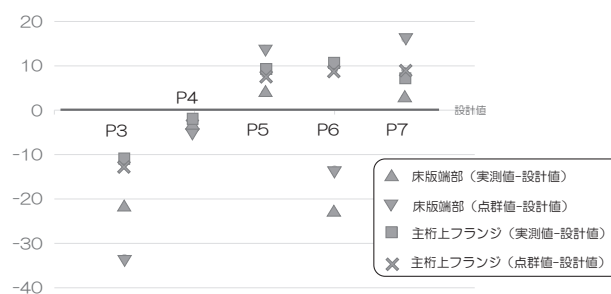 20
10
0
-10
-20
-30
-40
P3
P4
P5
P6
P7
設計値
床版端部（実測値-設計値）
床版端部（点群値-設計値）
主桁上フランジ（実測値-設計値）
主桁上フランジ（点群値-設計値）